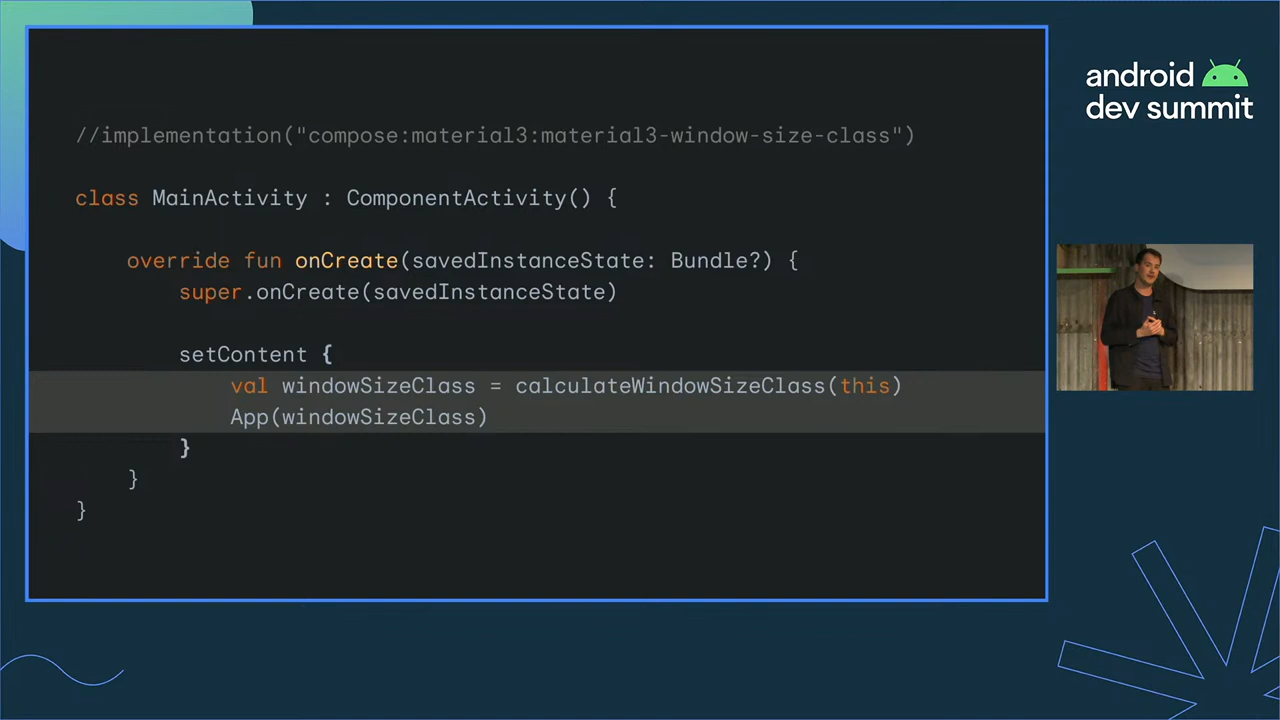 //implementation("compose:material3:material3-window-size-class")
class MainActivity : ComponentActivity() {
override fun onCreate(savedInstanceState: Bundle?) {
super.onCreate(savedInstanceState)
setContent {
val windowSizeClass = calculateWindowSizeClass(this)
App(windowSizeClass)
}
}
}
android
dev summit